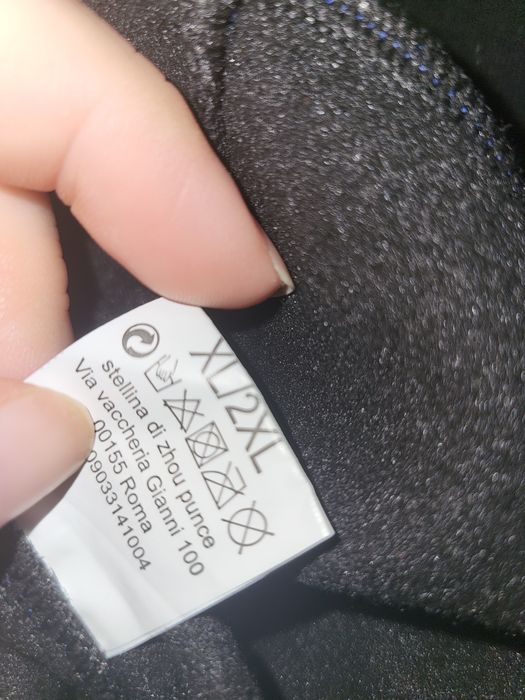 XL/2XL
stellina di zhou punce
Via vaccheria Gianni 100
00155 Roma
09033141004